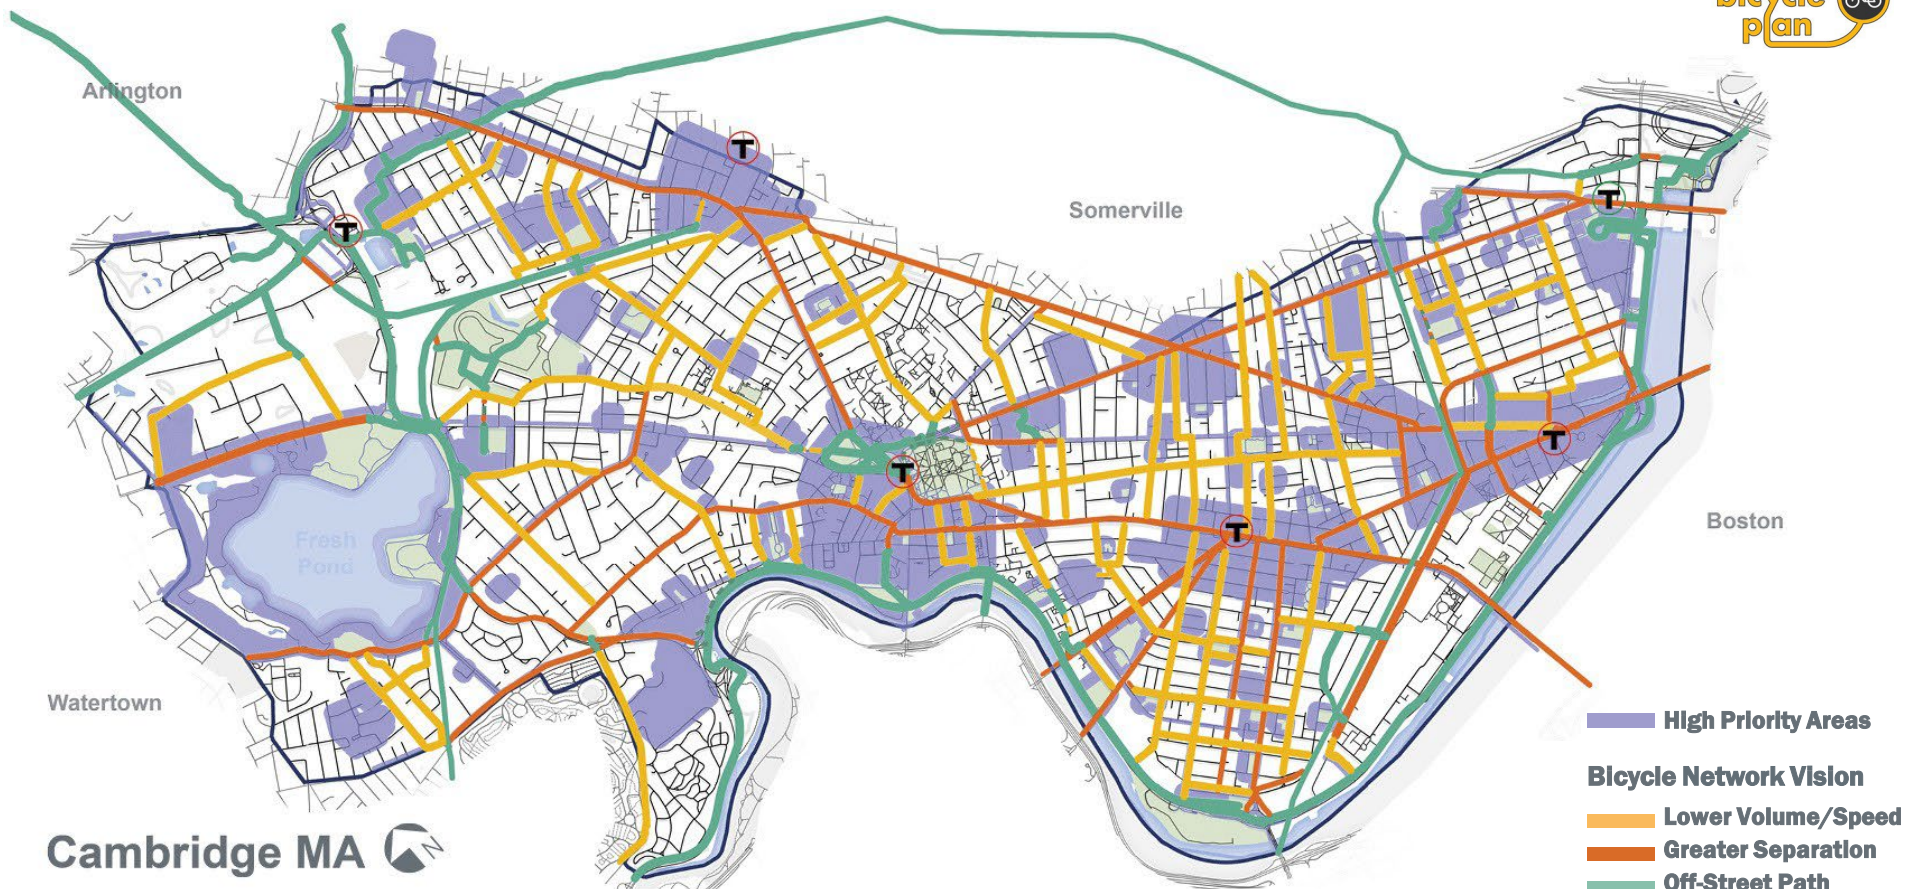 bicycle
plan
Arlington
Somerville
Fresh
Pond
Boston
Watertown
High Priority Areas
Bicycle Network Vision
Lower Volume/Speed
Greater Separation
Off-Street Path
Cambridge MA
N
T
T
T
T
T
T